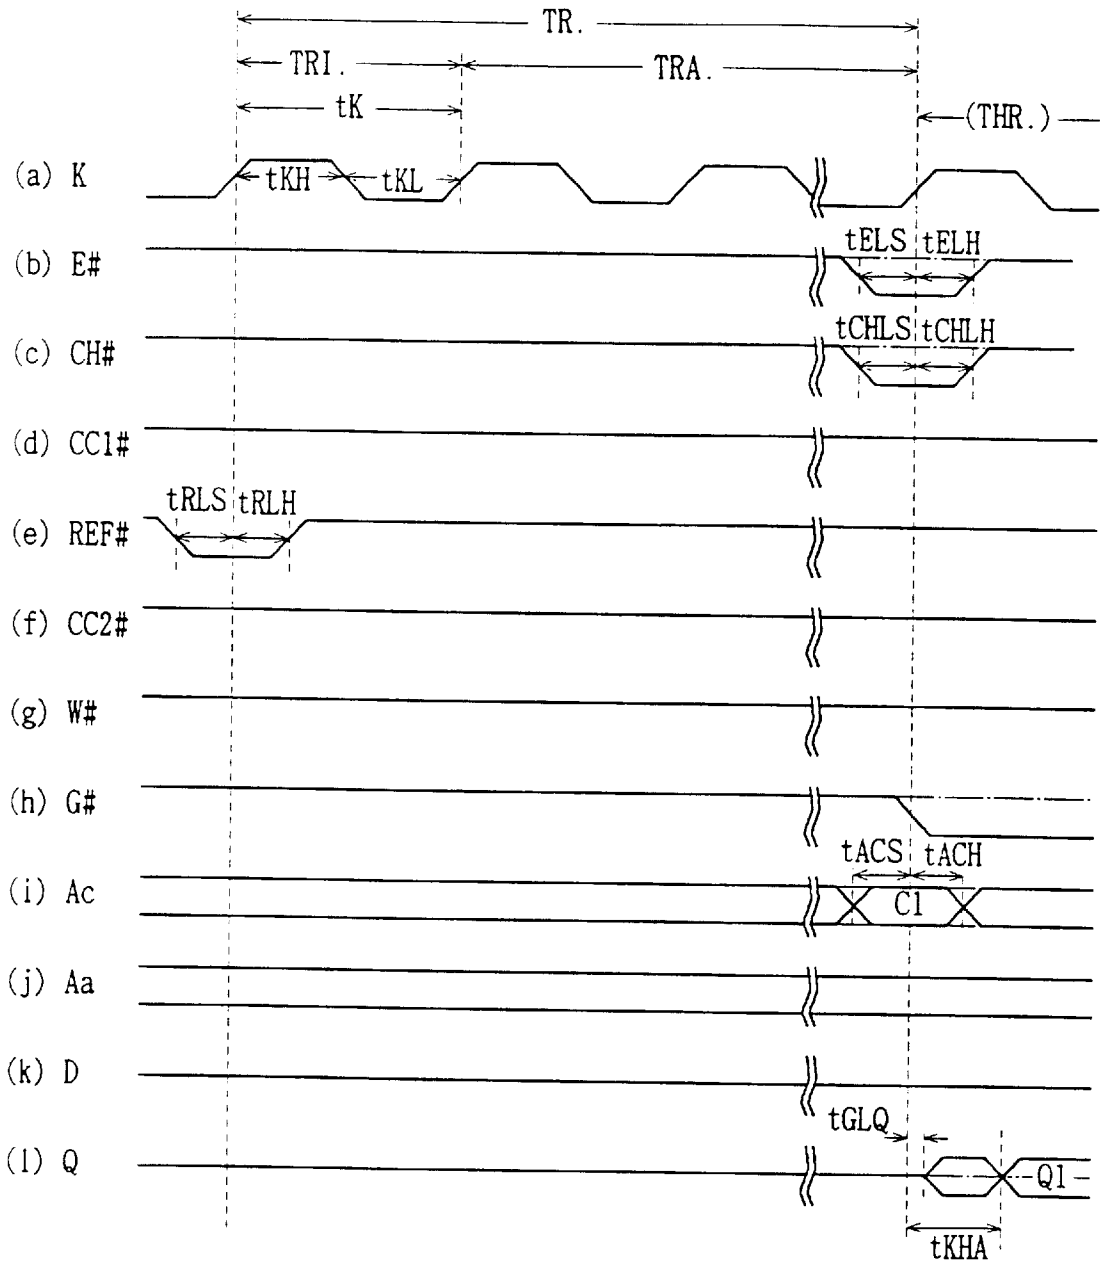 TR.
TRI. TRA.
tK (THR.)
(a) K tKH tKL
tELS tELH
(b) E#
tCHLS tCHLH
(c) CH#
(d) CC1#
tRLS tRLH
(e) REF#
(f) CC2#
(g) W#
(h) G#
tACS tACH
(i) Ac C1
(j) Aa
(k) D
tGLQ
(l) Q Q1
tKHA